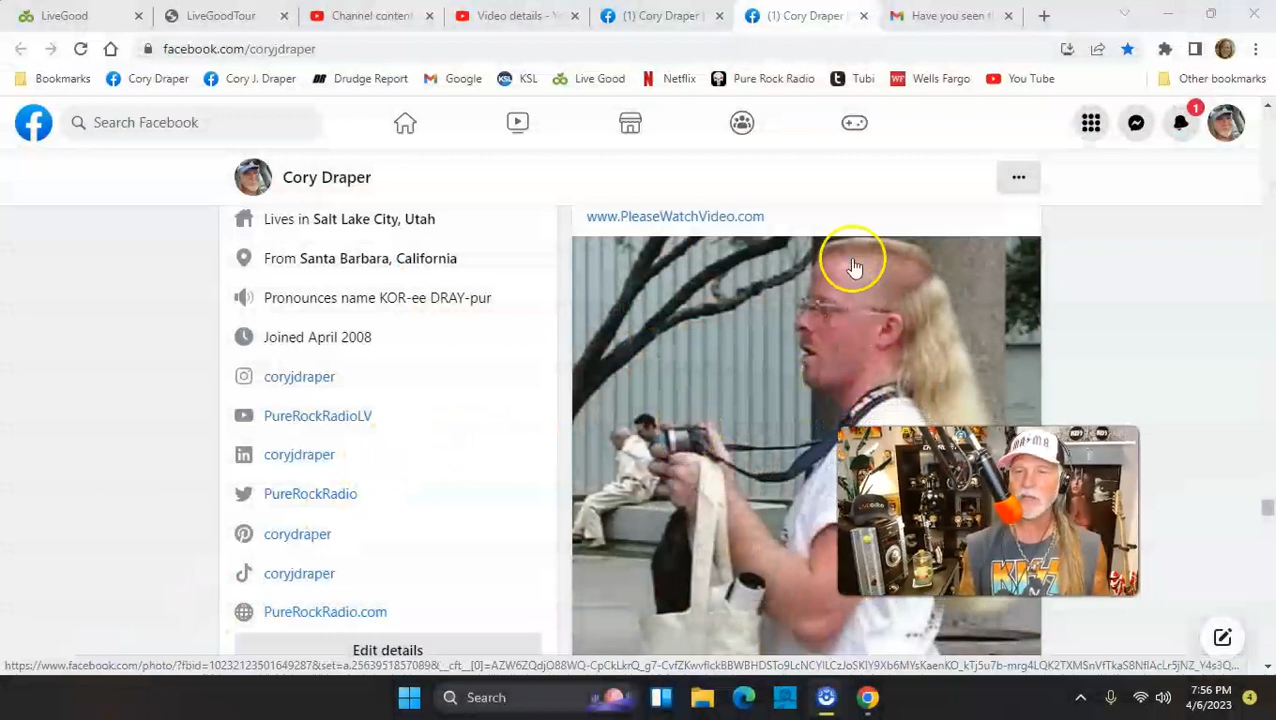 LiveGood
LiveGoodTour
Channel content
Video details - Y
(1) Cory Draper
(1) Cory Draper
Have you seen t
facebook.com/coryjdraper
Bookmarks
Cory Draper
Cory J. Draper
Drudge Report
Google
KSL
Live Good
Netflix
Pure Rock Radio
Tubi
Wells Fargo
You Tube
Other bookmarks
Search Facebook
1
Cory Draper
Lives in Salt Lake City, Utah
From Santa Barbara, California
Pronounces name KOR-ee DRAY-pur
Joined April 2008
coryjdraper
PureRockRadioLV
coryjdraper
PureRockRadio
corydraper
coryjdraper
PureRockRadio.com
Edit details
www.PleaseWatchVideo.com
KISS
Search
7:56 PM
4/6/2023
4